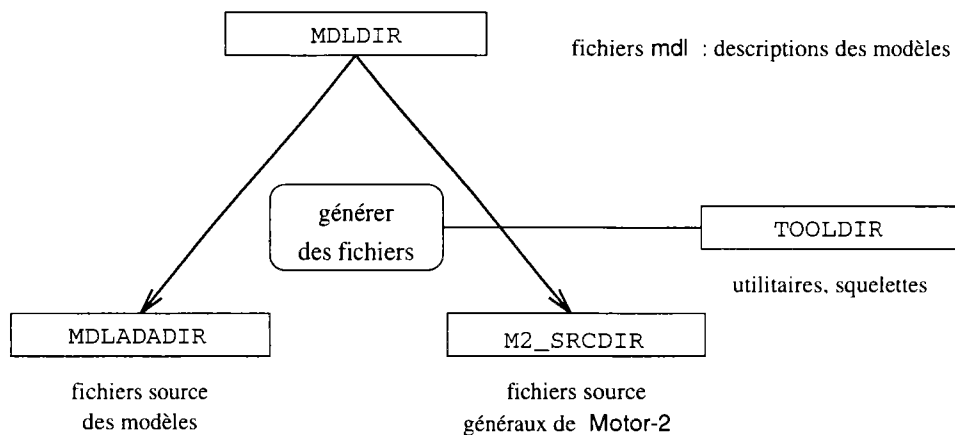 MDLDIR
fichiers mdl : descriptions des modèles
générer
des fichiers
TOOLDIR
utilitaires, squelettes
MDLADADIR
M2_SRCDIR
fichiers source
des modèles
fichiers source
généraux de Motor-2